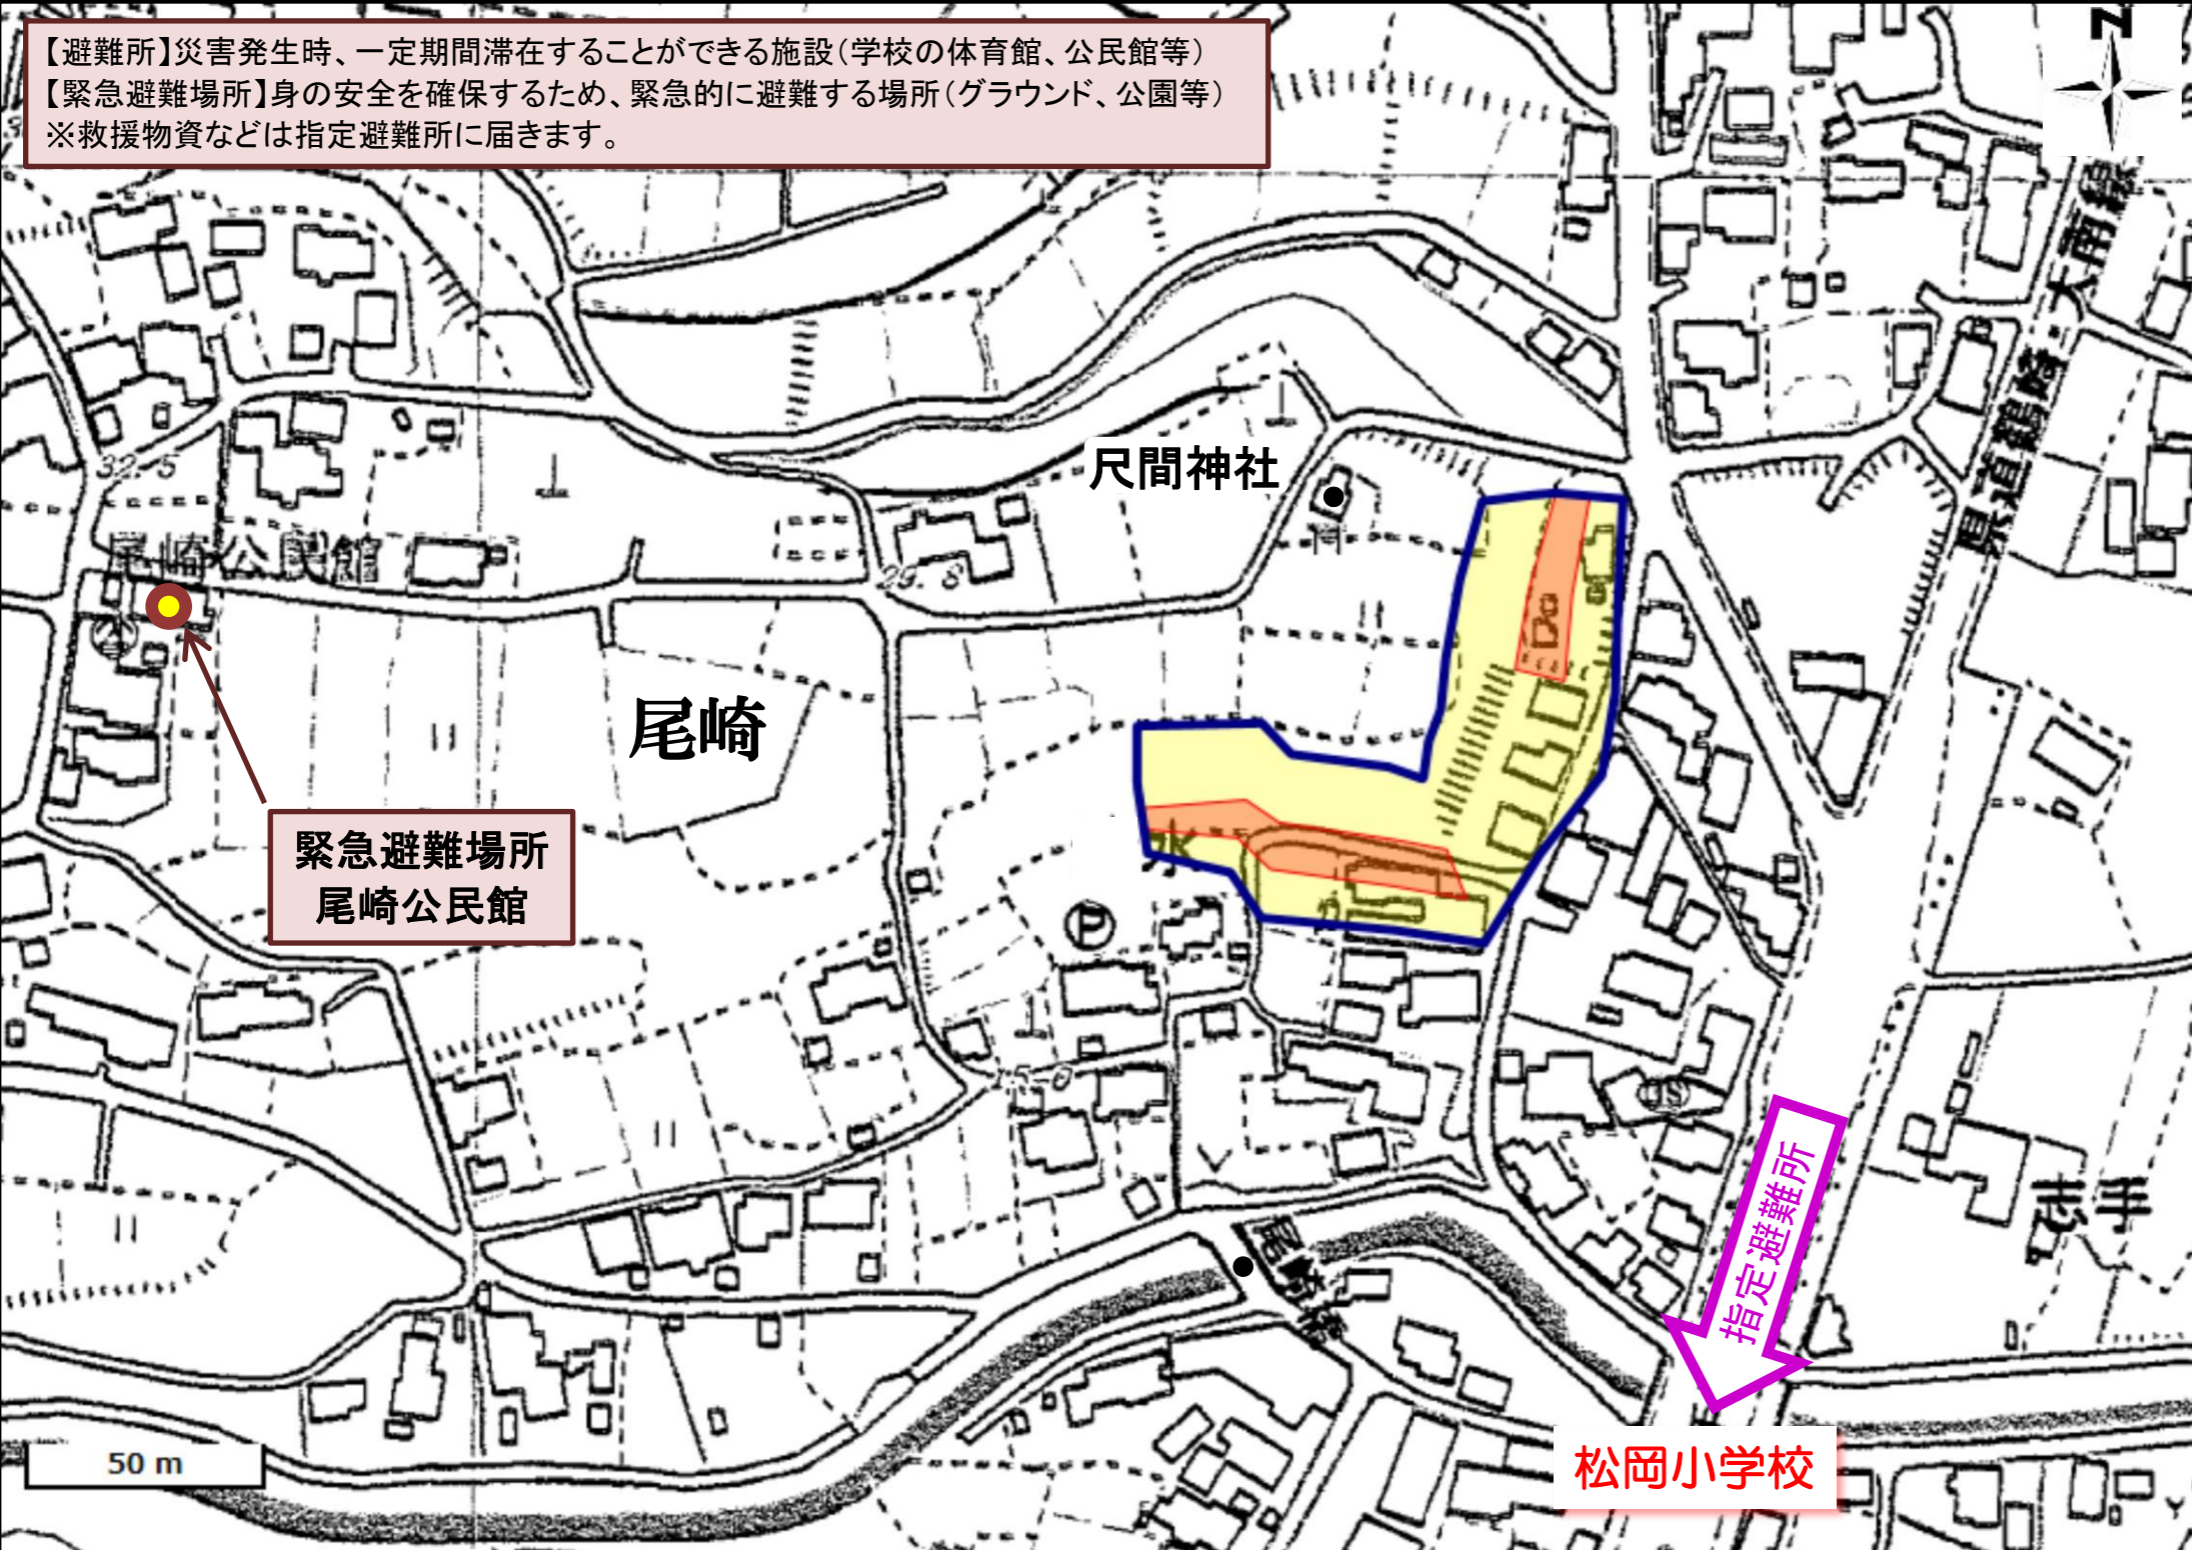 【避難所】災害発生時、一定期間滞在することができる施設(学校の体育館、公民館等)
【緊急避難場所】身の安全を確保するため、緊急的に避難する場所(グラウンド、公園等)
※救援物資などは指定避難所に届きます。
N
県道鶴崎・大南線
尺間神社
32.5
尾崎公民館
29.8
Do
尾崎
緊急避難場所
尾崎公民館
水
P
15.0
GS
指定避難所
志手
尾崎橋
50 m
松岡小学校